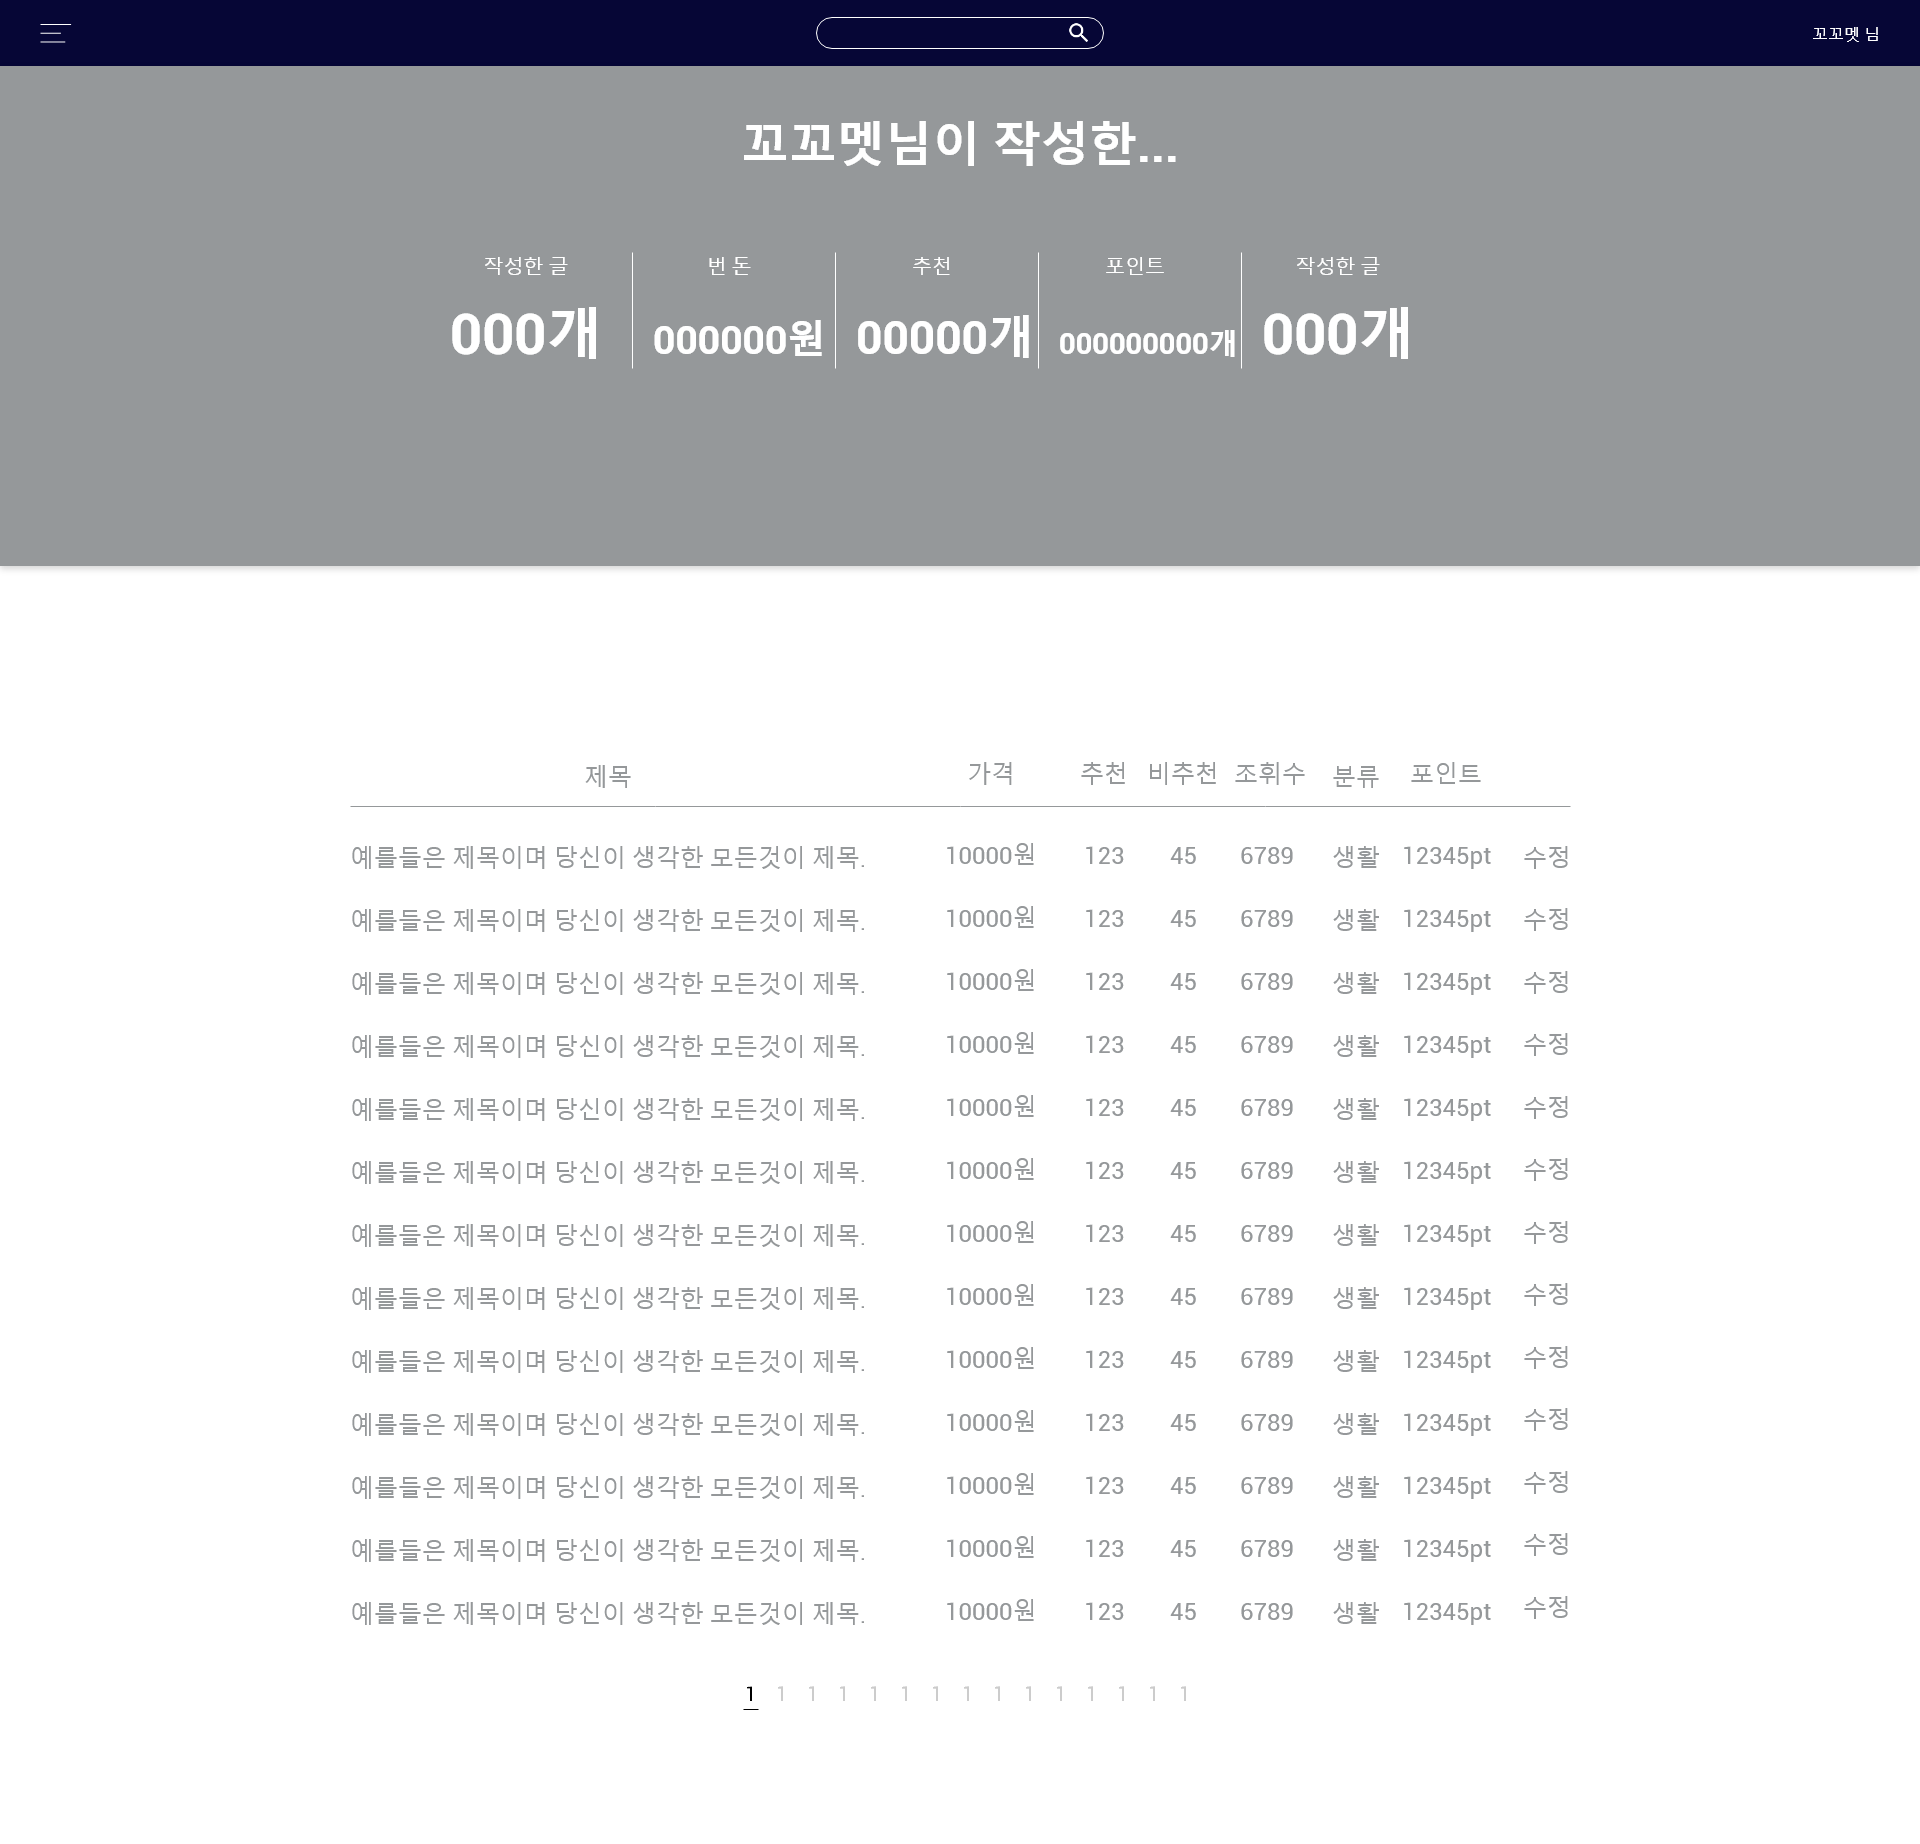 꼬꼬멧 님
꼬꼬멧님이 작성한...
작성한 글 번 돈 추천 포인트 작성한 글
000개 000000원 00000개 000000000개 000개
제목 가격 추천 비추천 조휘수 분류 포인트
예를들은 제목이며 당신이 생각한 모든것이 제목. 10000원 123 45 6789 생활 12345pt 수정
예를들은 제목이며 당신이 생각한 모든것이 제목. 10000원 123 45 6789 생활 12345pt 수정
예를들은 제목이며 당신이 생각한 모든것이 제목. 10000원 123 45 6789 생활 12345pt 수정
예를들은 제목이며 당신이 생각한 모든것이 제목. 10000원 123 45 6789 생활 12345pt 수정
예를들은 제목이며 당신이 생각한 모든것이 제목. 10000원 123 45 6789 생활 12345pt 수정
예를들은 제목이며 당신이 생각한 모든것이 제목. 10000원 123 45 6789 생활 12345pt 수정
예를들은 제목이며 당신이 생각한 모든것이 제목. 10000원 123 45 6789 생활 12345pt 수정
예를들은 제목이며 당신이 생각한 모든것이 제목. 10000원 123 45 6789 생활 12345pt 수정
예를들은 제목이며 당신이 생각한 모든것이 제목. 10000원 123 45 6789 생활 12345pt 수정
예를들은 제목이며 당신이 생각한 모든것이 제목. 10000원 123 45 6789 생활 12345pt 수정
예를들은 제목이며 당신이 생각한 모든것이 제목. 10000원 123 45 6789 생활 12345pt 수정
예를들은 제목이며 당신이 생각한 모든것이 제목. 10000원 123 45 6789 생활 12345pt 수정
예를들은 제목이며 당신이 생각한 모든것이 제목. 10000원 123 45 6789 생활 12345pt 수정
1 1 1 1 1 1 1 1 1 1 1 1 1 1 1